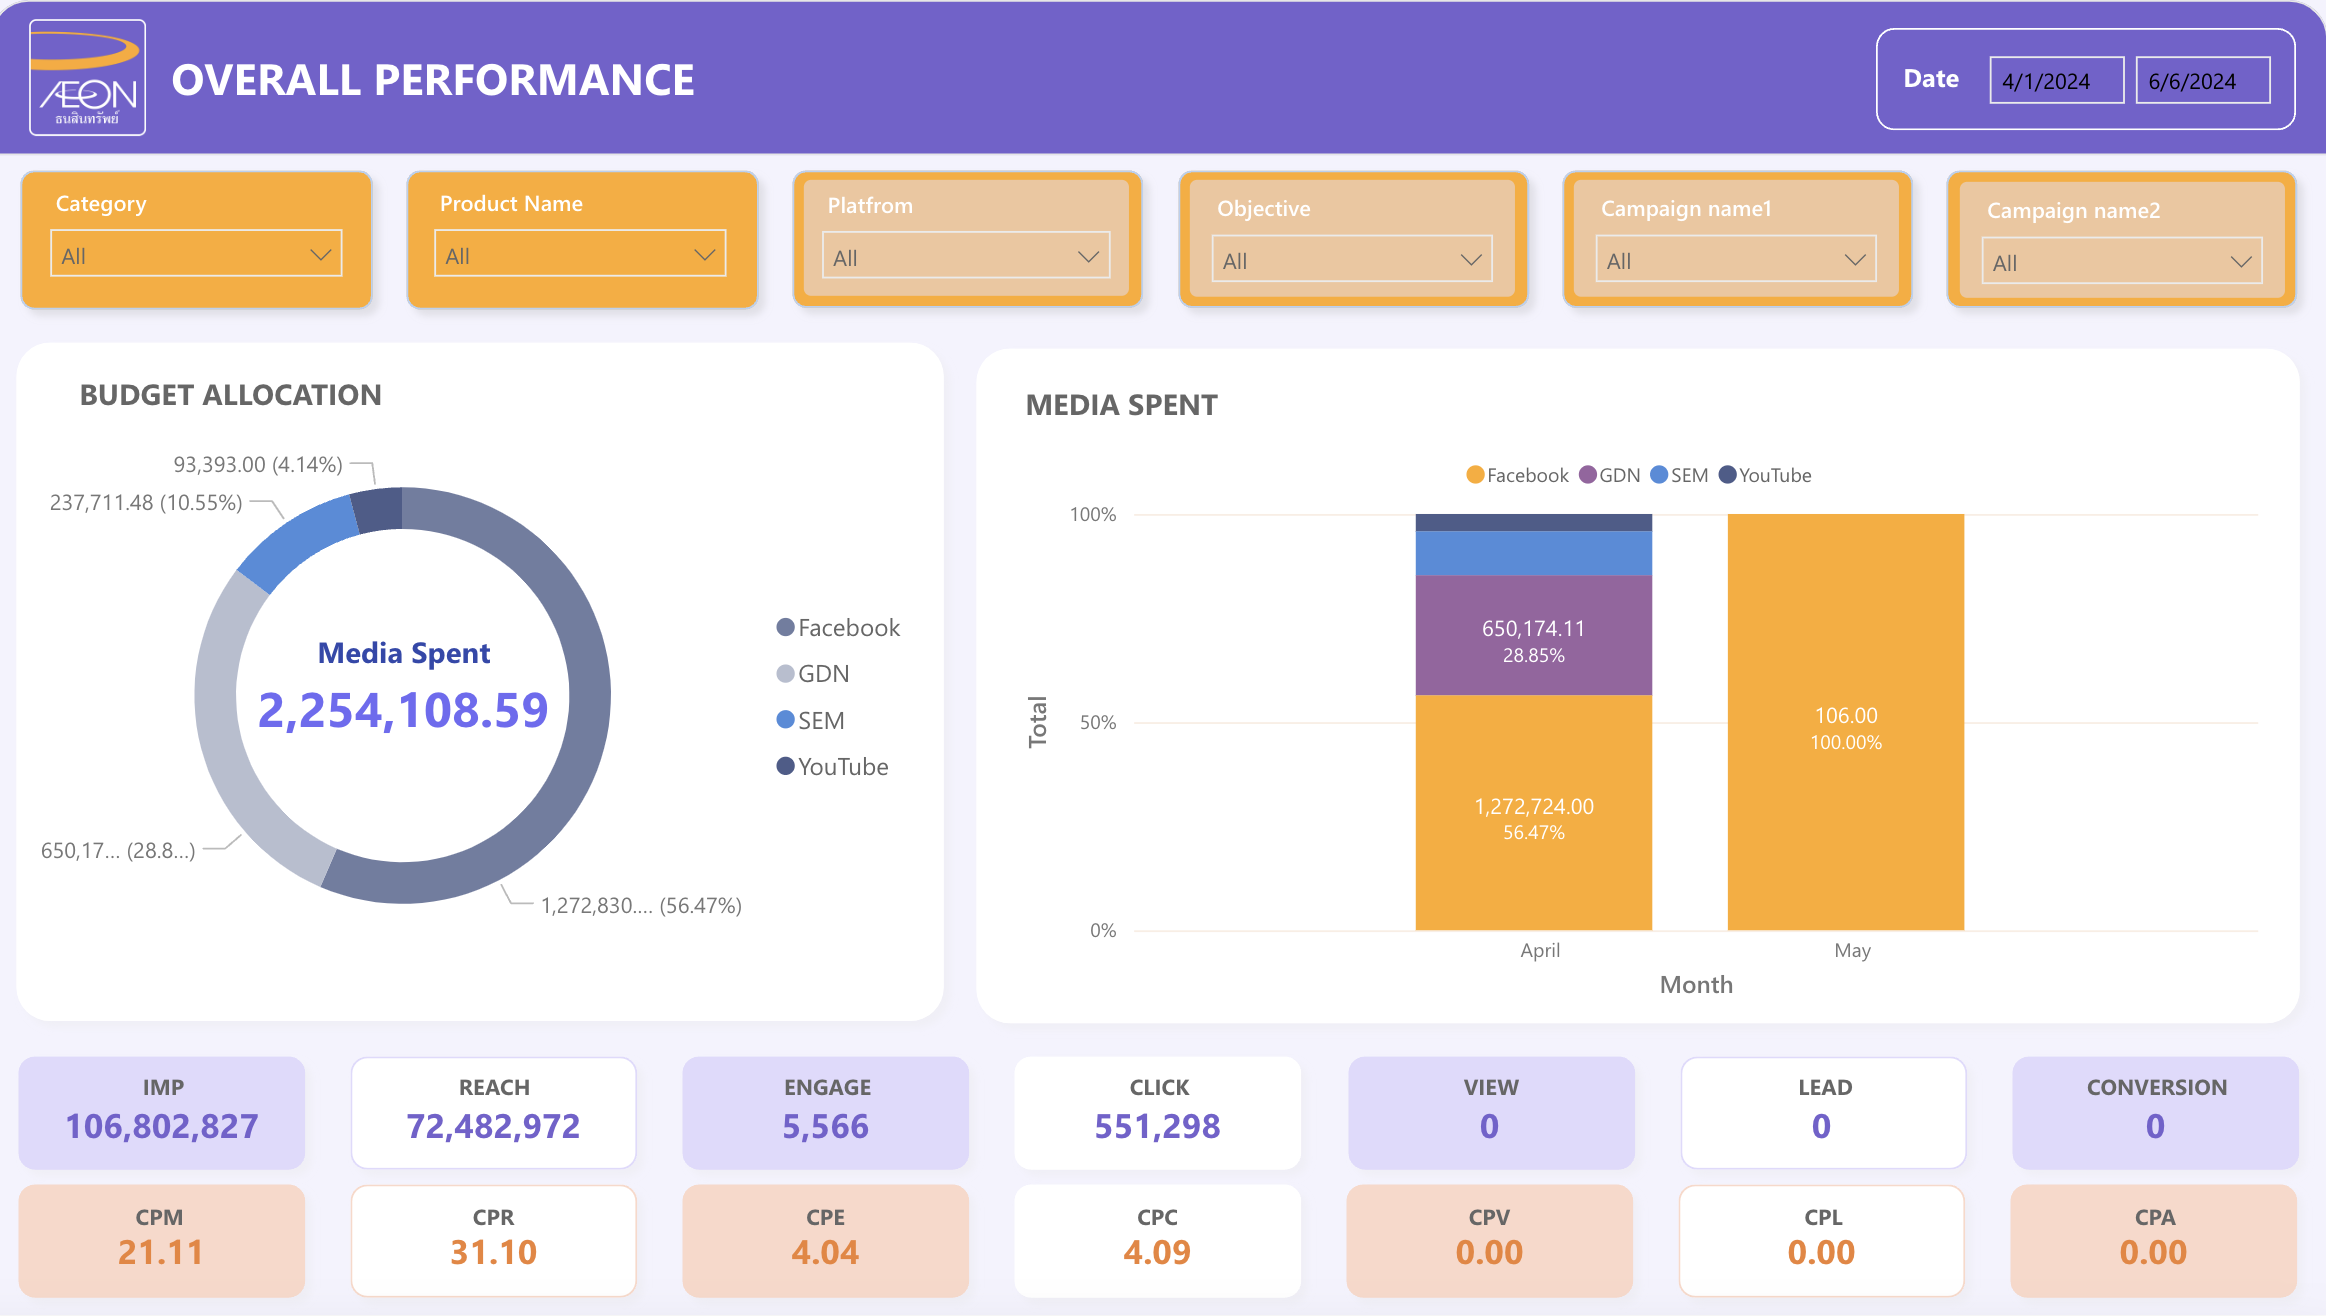 ÆON
ธนสินทรัพย์
OVERALL PERFORMANCE
Date
4/1/2024
6/6/2024
Category
All
Product Name
All
Platfrom
All
Objective
All
Campaign name1
All
Campaign name2
All
BUDGET ALLOCATION
93,393.00 (4.14%)
237,711.48 (10.55%)
Media Spent
2,254,108.59
650,17... (28.8...)
1,272,830.... (56.47%)
Facebook
GDN
SEM
YouTube
MEDIA SPENT
Facebook GDN SEM YouTube
100%
50%
0%
Total
650,174.11
28.85%
1,272,724.00
56.47%
106.00
100.00%
April
May
Month
IMP
106,802,827
REACH
72,482,972
ENGAGE
5,566
CLICK
551,298
VIEW
0
LEAD
0
CONVERSION
0
CPM
21.11
CPR
31.10
CPE
4.04
CPC
4.09
CPV
0.00
CPL
0.00
CPA
0.00